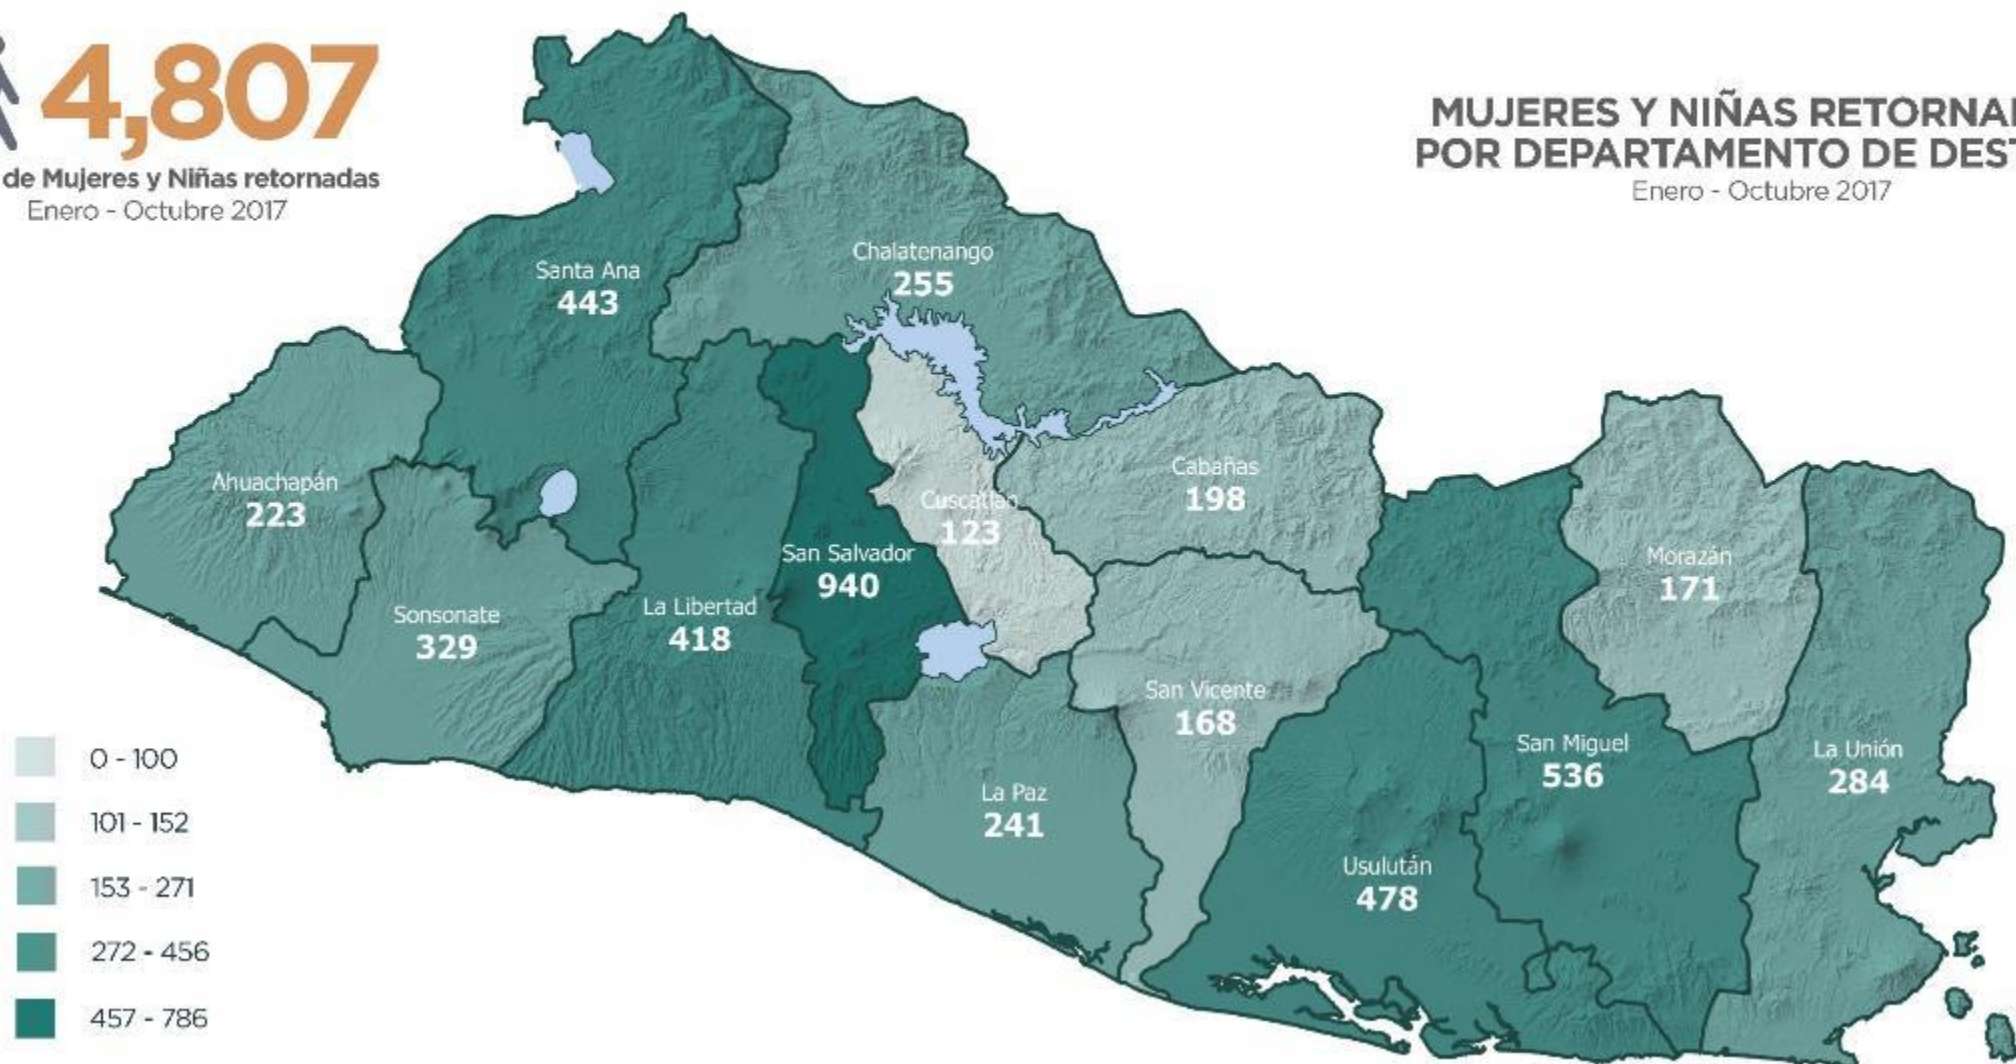 4,807
de Mujeres y Niñas retornadas
Enero - Octubre 2017
MUJERES Y NIÑAS
POR DEPARTAMENTO DE
Enero - Octubre 2017
Santa Ana
443
Chalatenango
255
Ahuachapán
223
Sonsonate
329
La Libertad
418
San Salvador
940
Cuscatlán
123
Cabañas
198
San Vicente
168
La Paz
241
Usulután
478
San Miguel
536
Morazán
171
La Unión
284
0 - 100
101 - 152
153 - 271
272 - 456
457 - 786